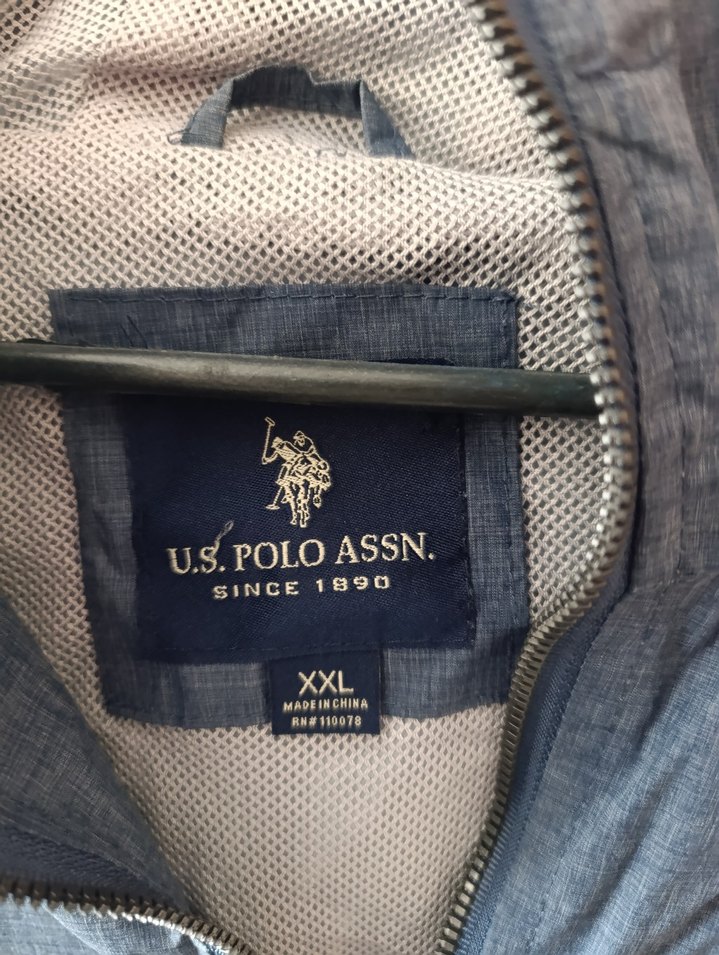 U.S. POLO ASSN.
SINCE 1890
XXL
MADE IN CHINA
RN# 110078